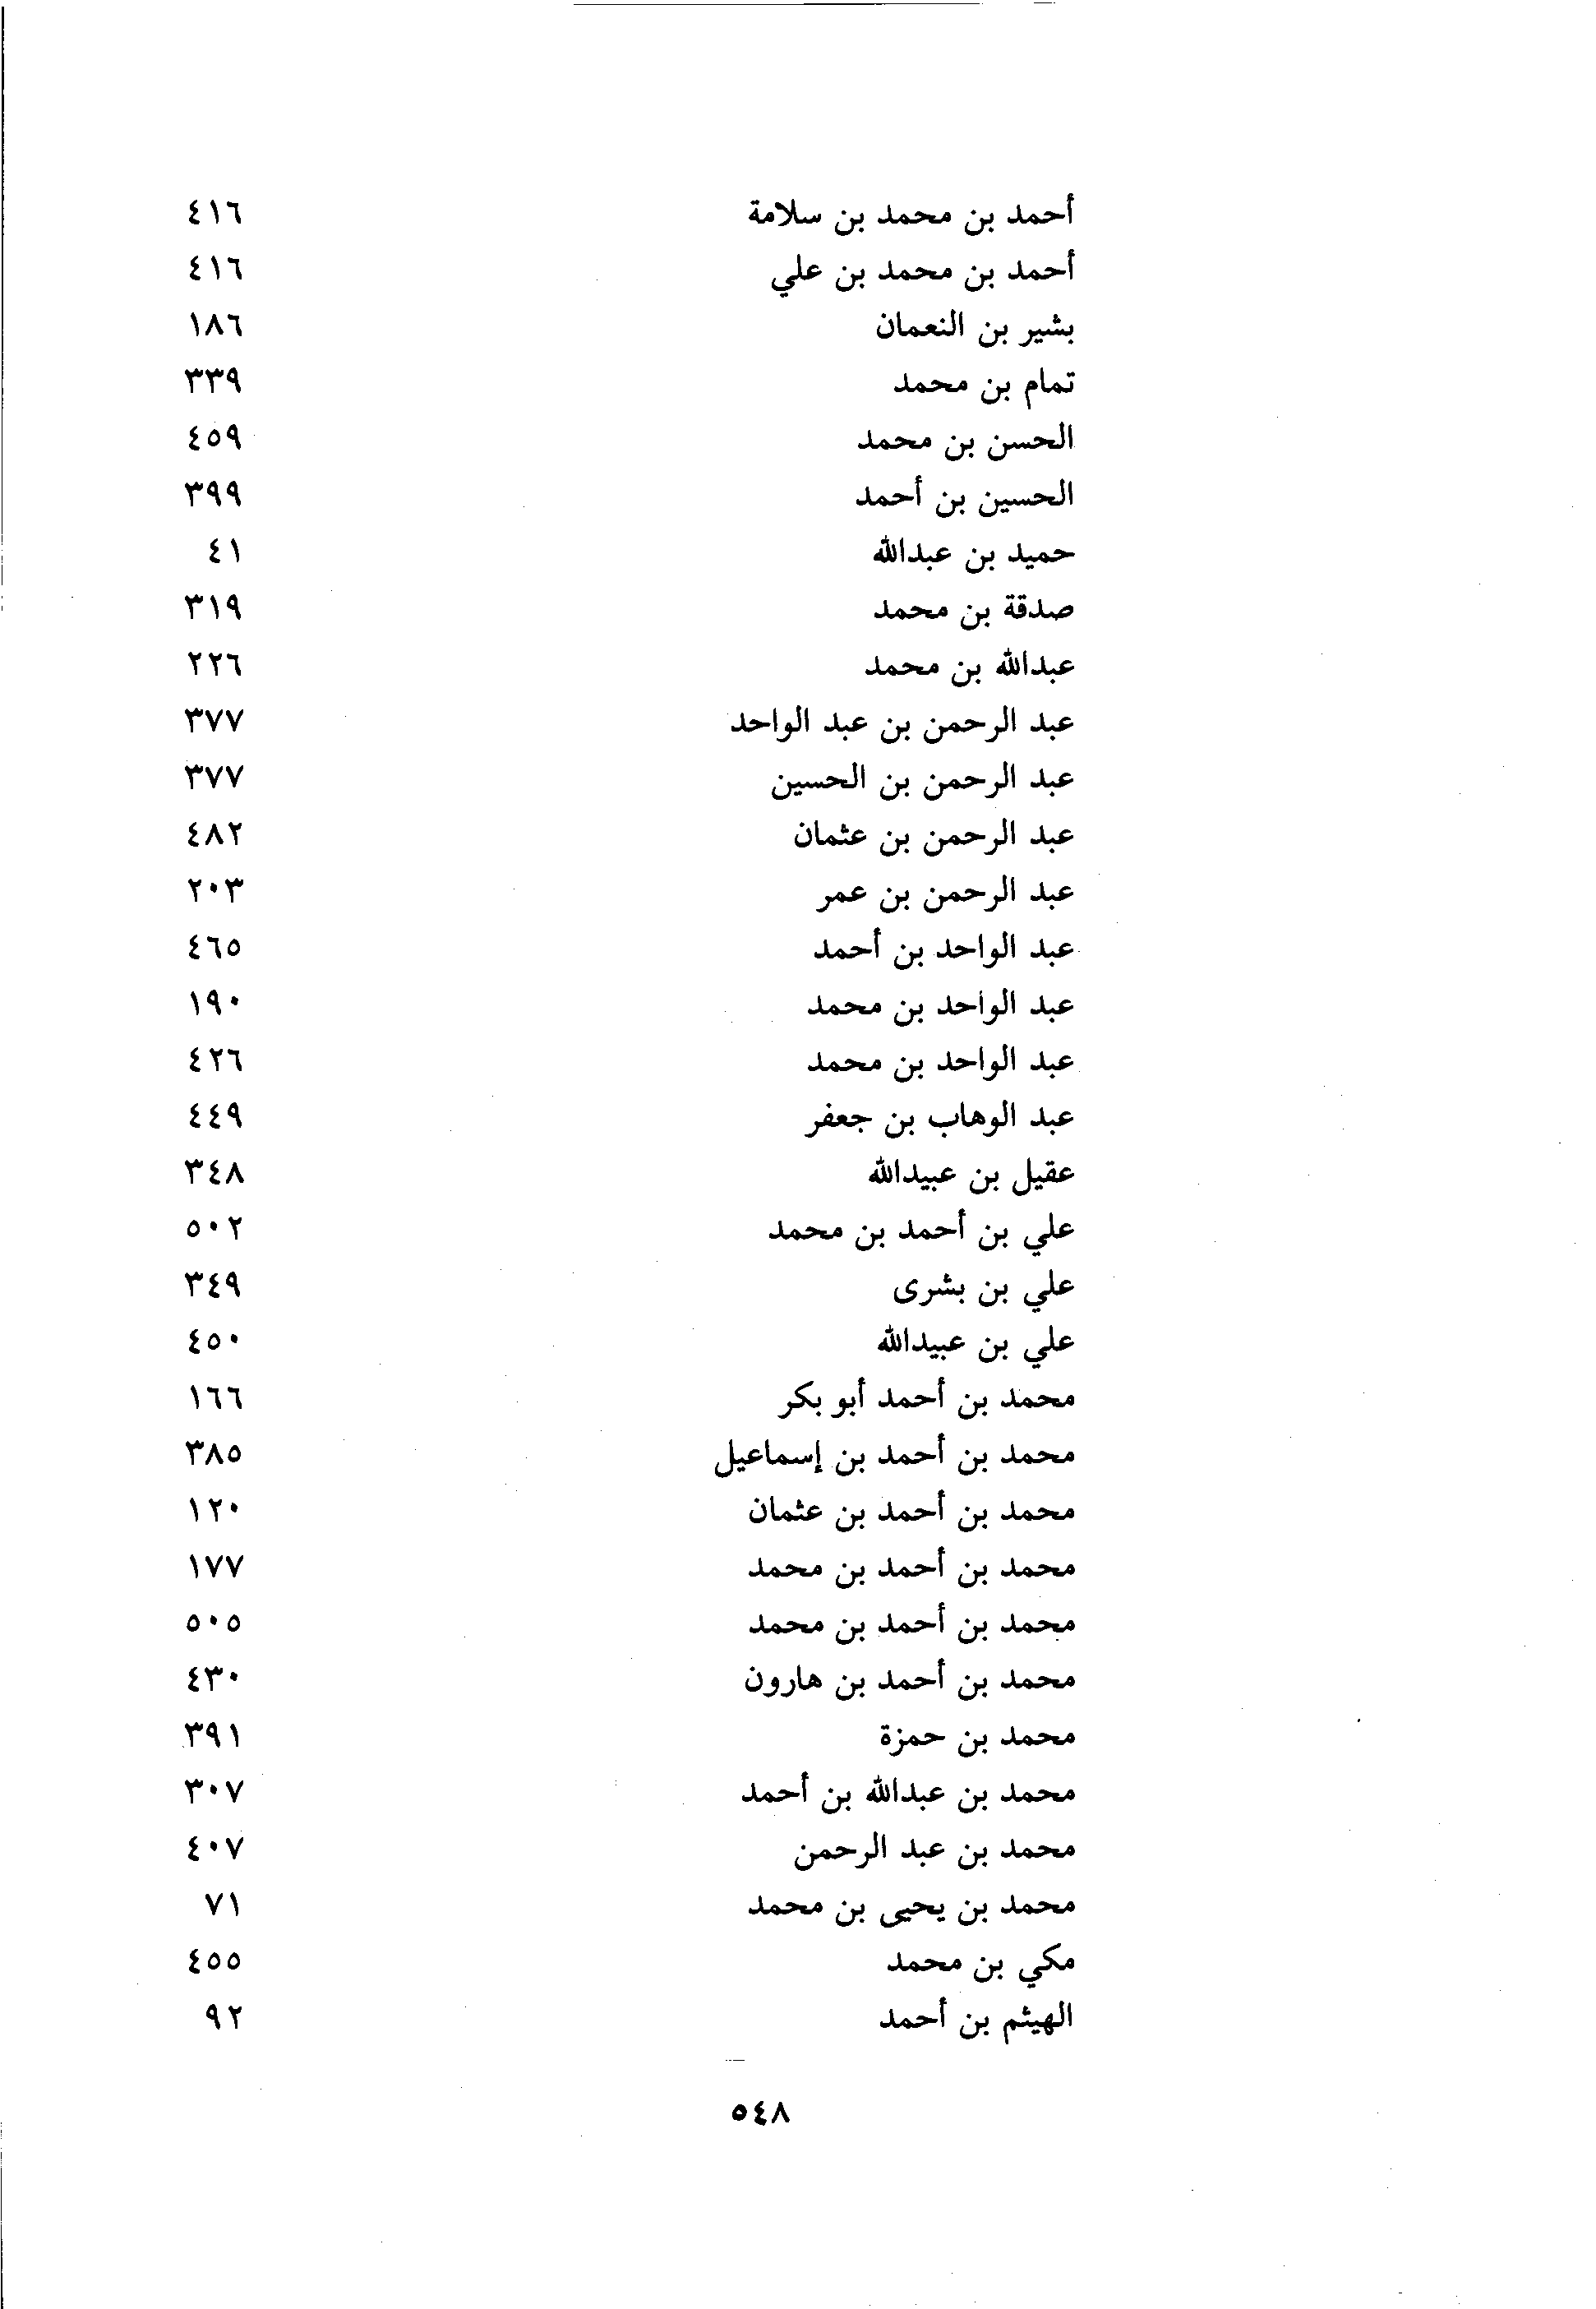 أحمد بن محمد بن سلامة ٤١٦
أحمد بن محمد بن علي ٤١٦
بشير بن النعمان ١٨٦
تمام بن محمد ٣٣٩
الحسن بن محمد ٤٥٩
الحسين بن أحمد ٣٩٩
حميد بن عبدالله ٤١
صدقة بن محمد ٣١٩
عبدالله بن محمد ٢٢٦
عبد الرحمن بن عبد الواحد ٣٧٧
عبد الرحمن بن الحسين ٣٧٧
عبد الرحمن بن عثمان ٤٨٢
عبد الرحمن بن عمر ٢٠٣
عبد الواحد بن أحمد ٤٦٥
عبد الواحد بن محمد ١٩٠
عبد الواحد بن محمد ٤٢٦
عبد الوهاب بن جعفر ٤٤٩
عقيل بن عبيدالله ٣٤٨
علي بن أحمد بن محمد ٥٠٢
علي بن بشرى ٣٤٩
علي بن عبيدالله ٤٥٠
محمد بن أحمد أبو بكر ١٦٦
محمد بن أحمد بن إسماعيل ٣٨٥
محمد بن أحمد بن عثمان ١٢٠
محمد بن أحمد بن محمد ١٧٧
محمد بن أحمد بن محمد ٥٠٥
محمد بن أحمد بن هارون ٤٣٠
محمد بن حمزة ٣٩١
محمد بن عبدالله بن أحمد ٣٠٧
محمد بن عبد الرحمن ٤٠٧
محمد بن يحيى بن محمد ٧١
مكي بن محمد ٤٥٥
الهيثم بن أحمد ٩٢
٥٤٨